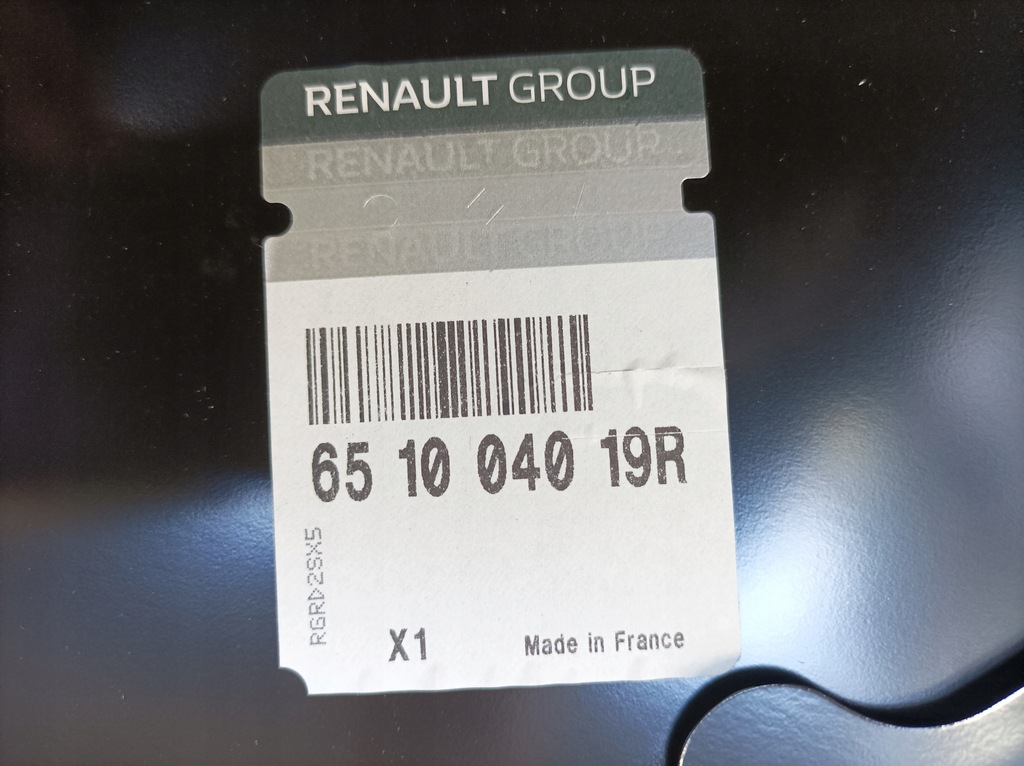 RENAULT GROUP
RENAULT GROUP
RENAULT GROUP
65 10 040 19R
RGRD2SX5
X1
Made in France